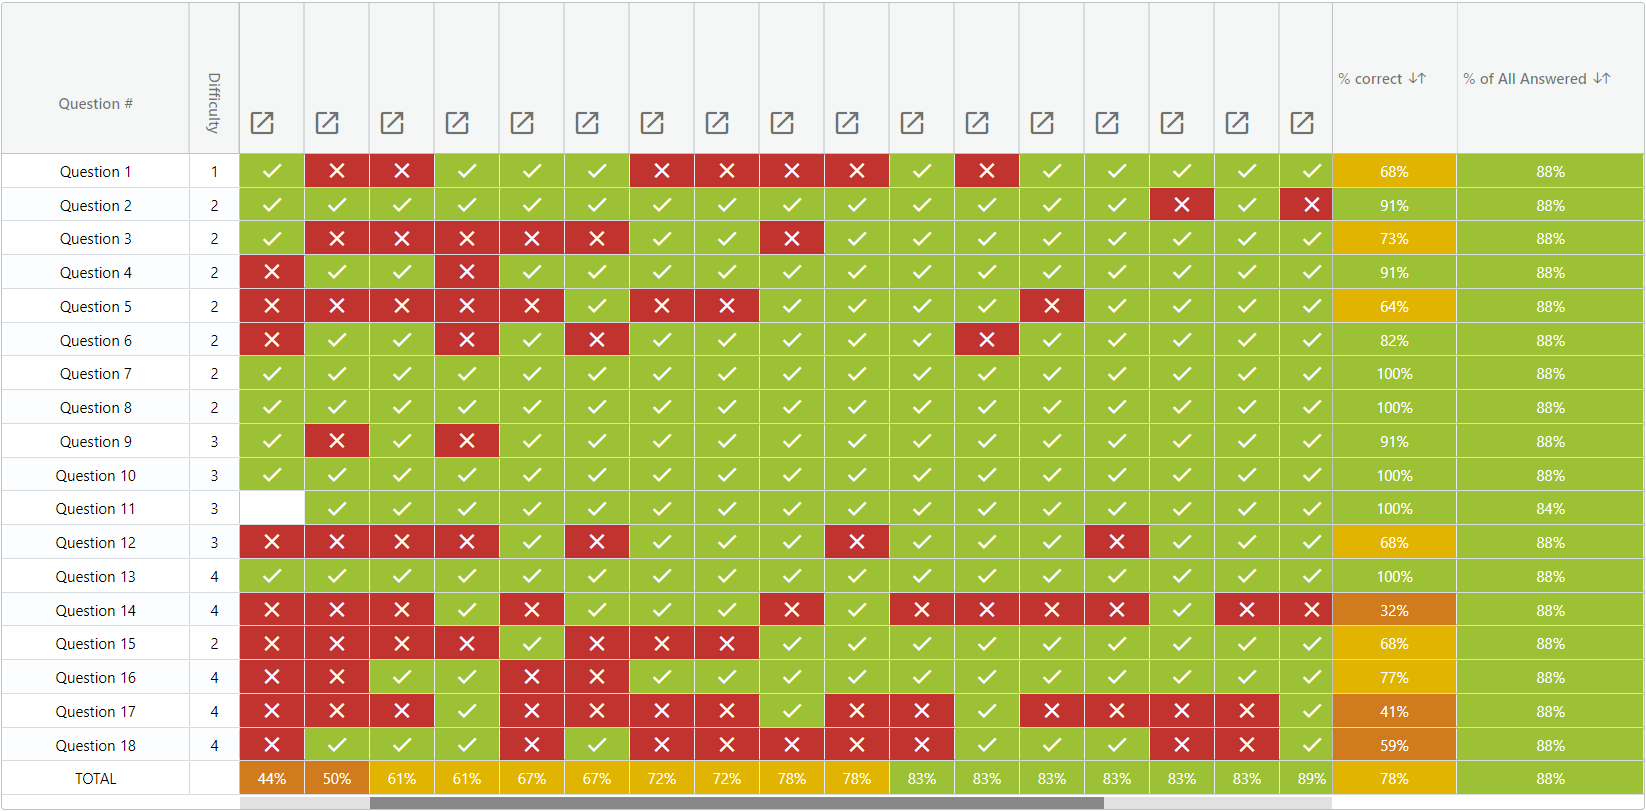 Question # Difficulty % correct % of All Answered
Question 1 1 68% 88%
Question 2 2 91% 88%
Question 3 2 73% 88%
Question 4 2 91% 88%
Question 5 2 64% 88%
Question 6 2 82% 88%
Question 7 2 100% 88%
Question 8 2 100% 88%
Question 9 3 91% 88%
Question 10 3 100% 88%
Question 11 3 100% 84%
Question 12 3 68% 88%
Question 13 4 100% 88%
Question 14 4 32% 88%
Question 15 2 68% 88%
Question 16 4 77% 88%
Question 17 4 41% 88%
Question 18 4 59% 88%
TOTAL 44% 50% 61% 61% 67% 67% 72% 72% 78% 78% 83% 83% 83% 83% 83% 83% 89% 78% 88%